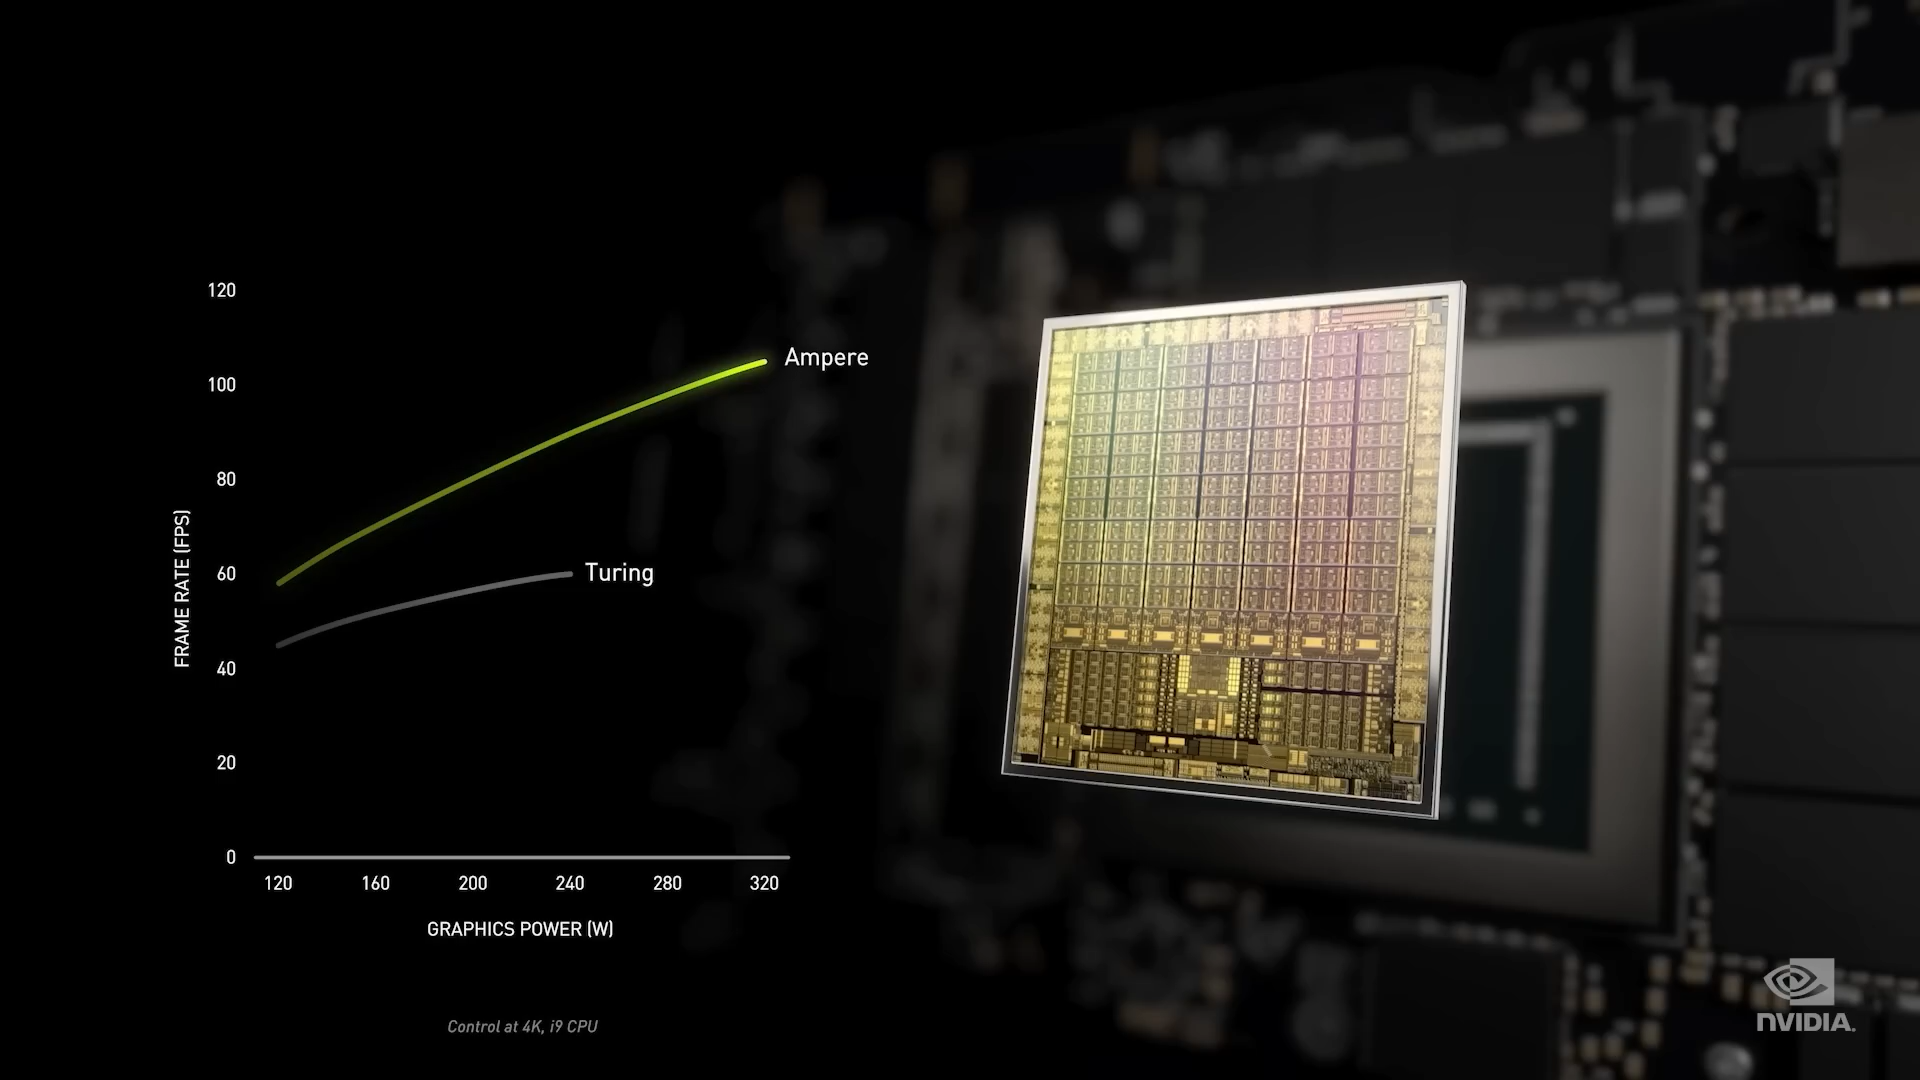 120
100
80
60
40
20
0
FRAME RATE (FPS)
Ampere
Turing
120 160 200 240 280 320
GRAPHICS POWER (W)
Control at 4K, i9 CPU
NVIDIA.